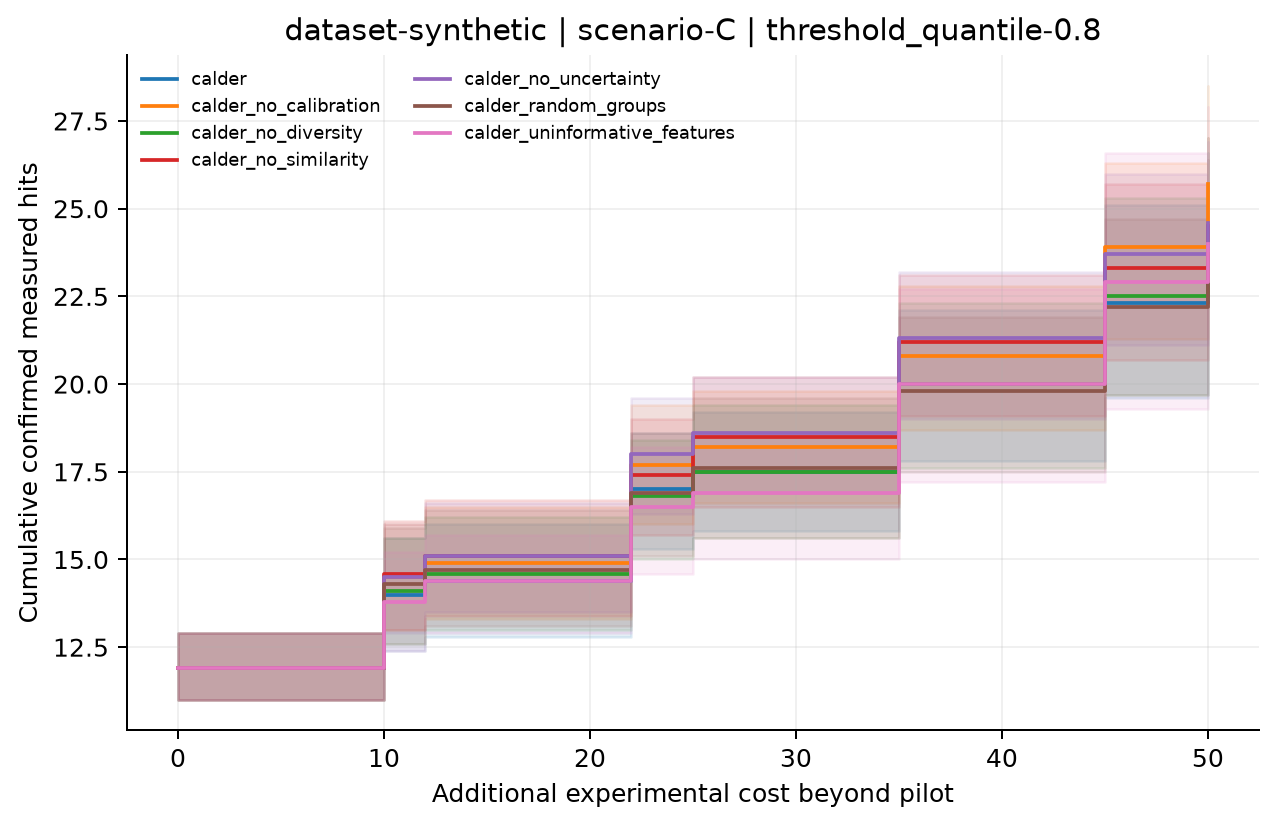 dataset-synthetic | scenario-C | threshold_quantile-0.8
calder
calder_no_calibration
calder_no_diversity
calder_no_similarity
calder_no_uncertainty
calder_random_groups
calder_uninformative_features
Cumulative confirmed measured hits
27.5
25.0
22.5
20.0
17.5
15.0
12.5
0 10 20 30 40 50
Additional experimental cost beyond pilot